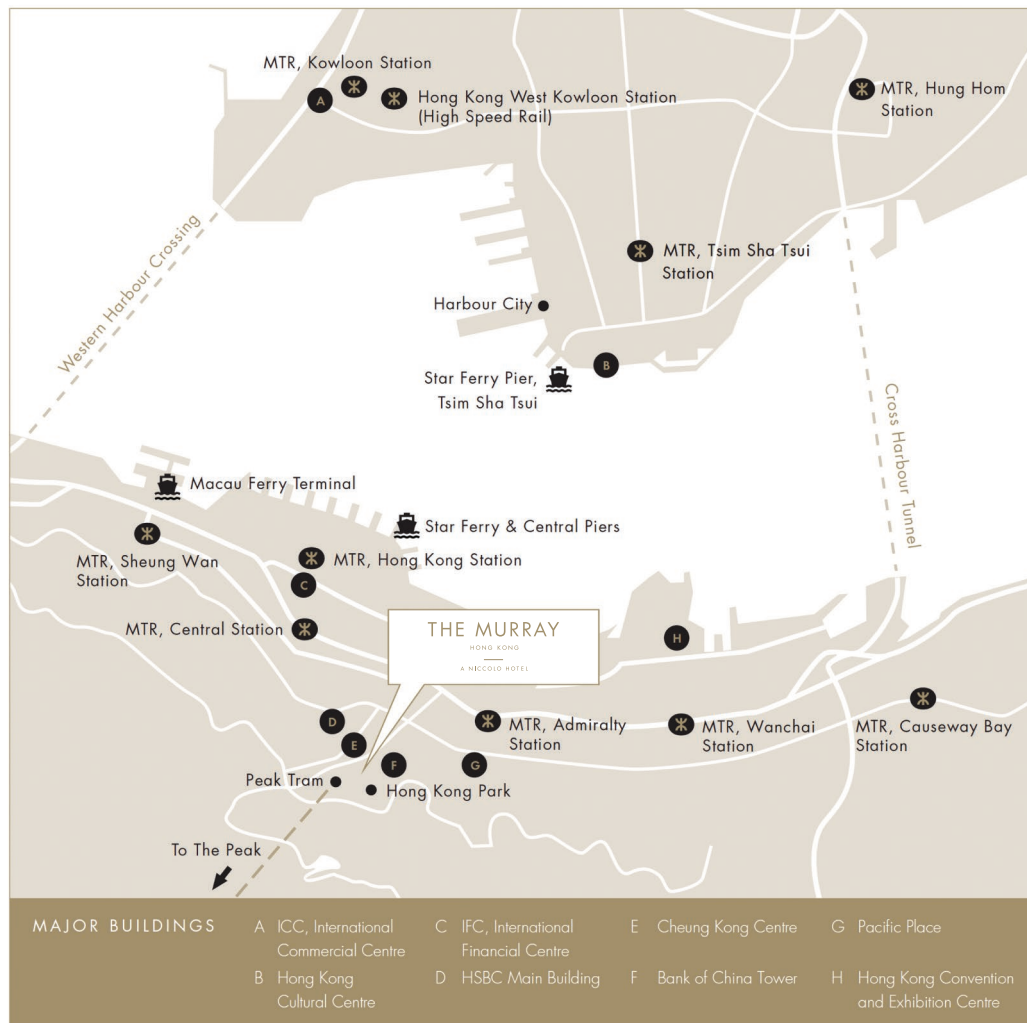 MTR, Kowloon Station
A
Hong Kong West Kowloon Station
(High Speed Rail)
MTR, Hung Hom
Station
Western Harbour Crossing
MTR, Tsim Sha Tsui
Station
Harbour City
B
Star Ferry Pier,
Tsim Sha Tsui
Cross Harbour Tunnel
Macau Ferry Terminal
Star Ferry & Central Piers
MTR, Sheung Wan
Station
MTR, Hong Kong Station
C
MTR, Central Station
THE MURRAY
HONG KONG
A NICCOLO HOTEL
H
D
MTR, Admiralty
Station
MTR, Wanchai
Station
MTR, Causeway Bay
Station
E
F
G
Peak Tram
Hong Kong Park
To The Peak
MAJOR BUILDINGS
A ICC, International
Commercial Centre
B Hong Kong
Cultural Centre
C IFC, International
Financial Centre
D HSBC Main Building
E Cheung Kong Centre
F Bank of China Tower
G Pacific Place
H Hong Kong Convention
and Exhibition Centre